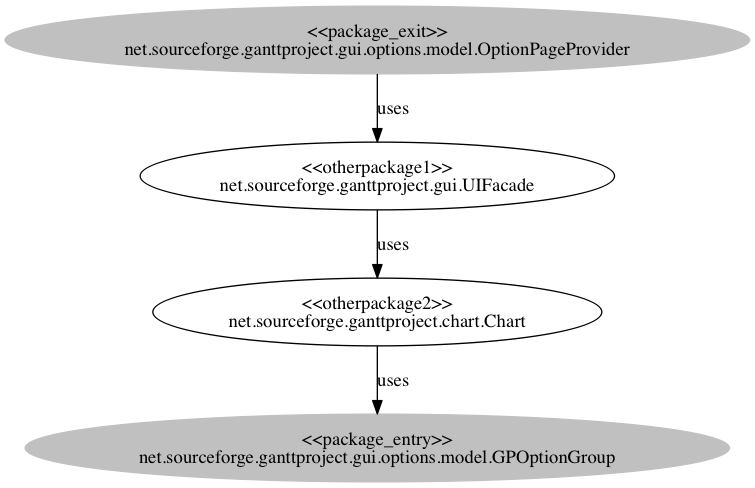 <<package_exit>>
net.sourceforge.ganttproject.gui.options.model.OptionPageProvider
uses
<<otherpackage1>>
net.sourceforge.ganttproject.gui.UIFacade
uses
<<otherpackage2>>
net.sourceforge.ganttproject.chart.Chart
uses
<<package_entry>>
net.sourceforge.ganttproject.gui.options.model.GPOptionGroup